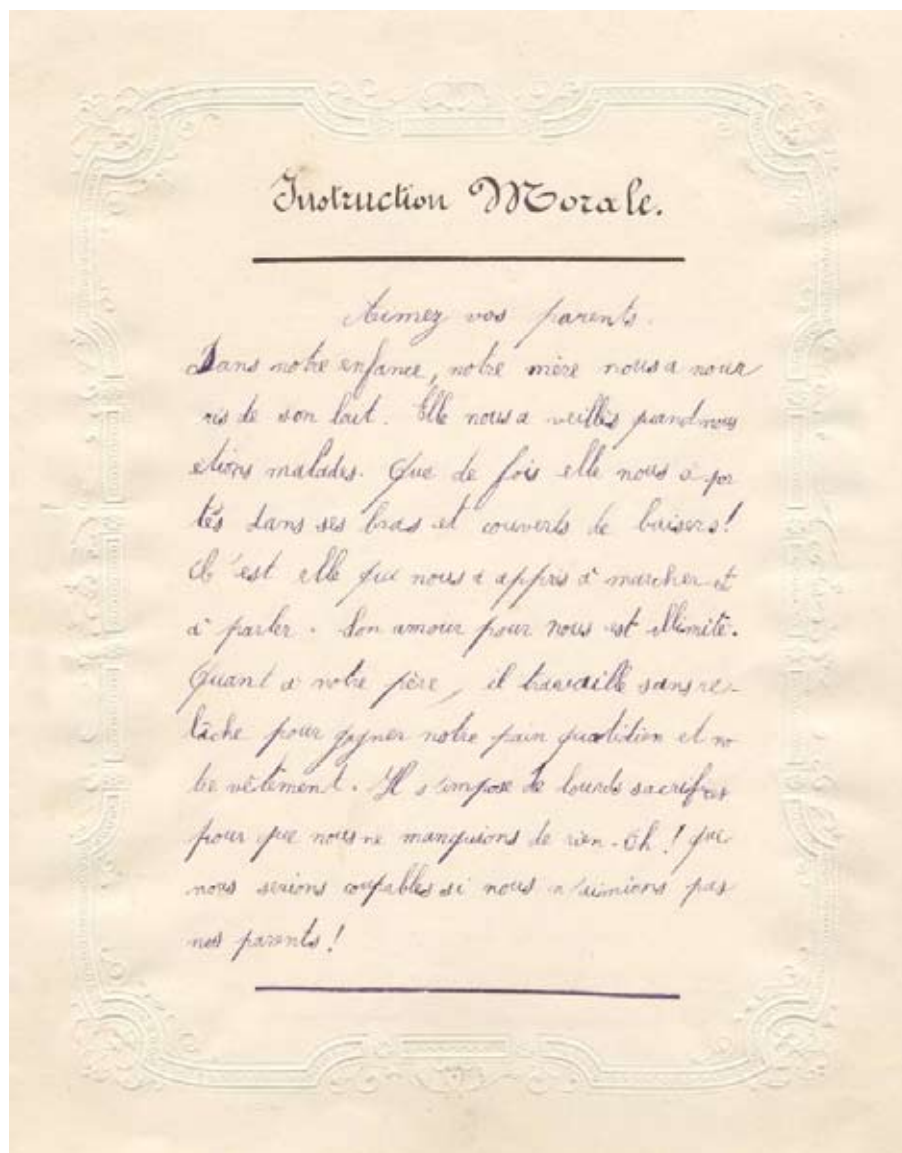 Instruction Morale.
Aimez vos parents.
Dans notre enfance, notre mère nous a nour
ris de son lait. Elle nous a veillés quand nous
etions malades. Que de fois elle nous a por
tés dans ses bras et couverts de baisers!
C'est elle qui nous a appris à marcher et
à parler. Son amour pour nous est illimité.
Quant à notre père, il travaille sans re-
lâche pour gagner notre pain quotidien et no
tre vêtement. Il s'impose de lourds sacrifices
pour que nous ne manquions de rien. Oh! que
nous serions coupables si nous n'aimions pas
nos parents!